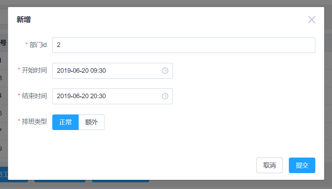 新增
号
* 部门id 2
* 开始时间 2019-06-20 09:30
* 结束时间 2019-06-20 20:30
* 排班类型 正常 额外
取消 提交